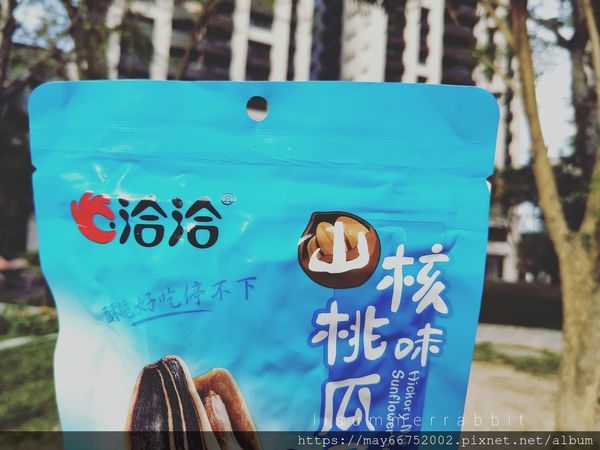 洽洽®
酥脆好吃停不下
山核桃味瓜
Hickory
Sunflower
summerrabbit
https://may66752002.pixnet.net/album